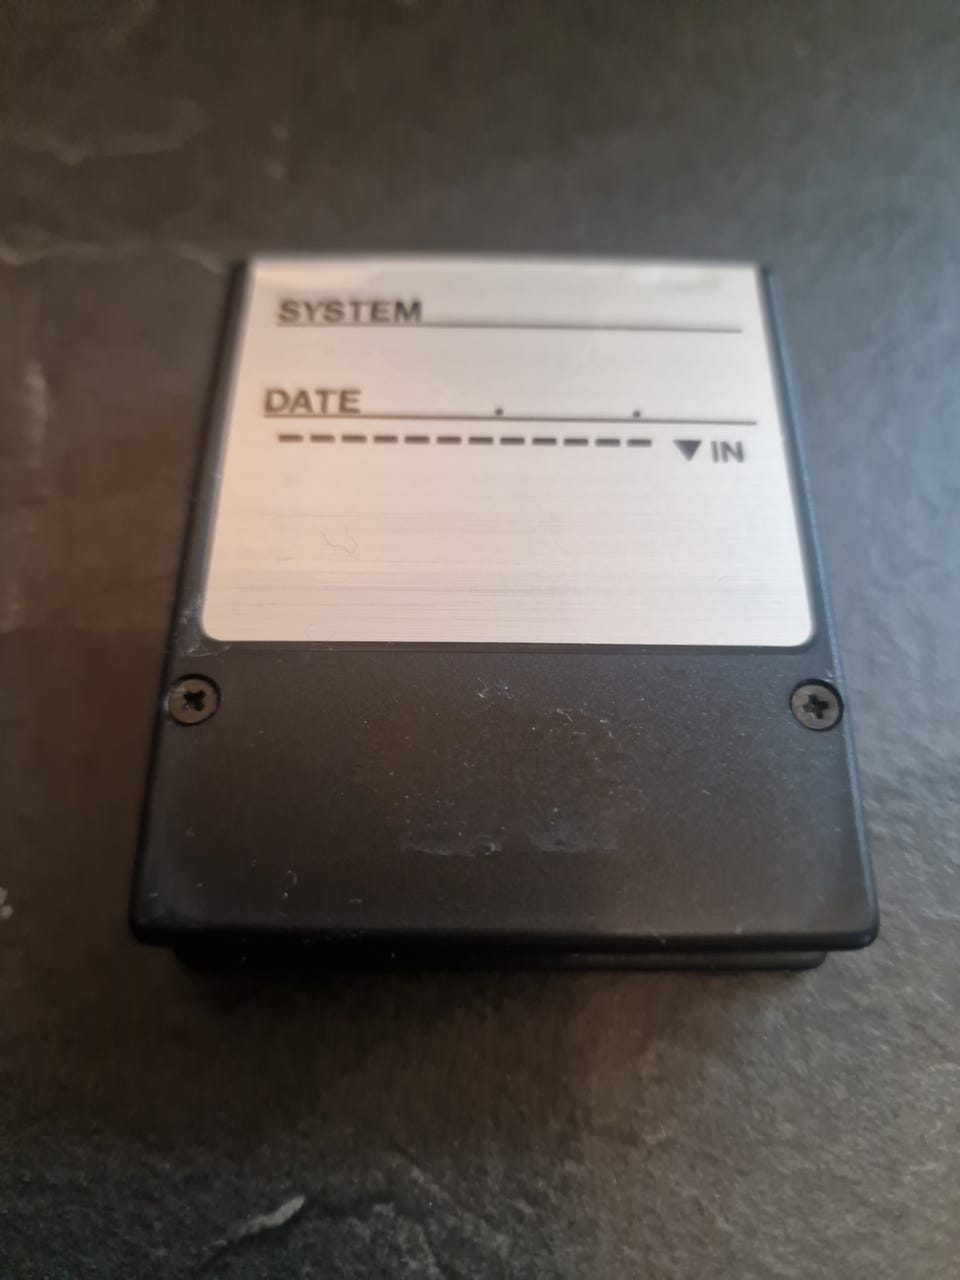 SYSTEM
DATE . .
▼ IN